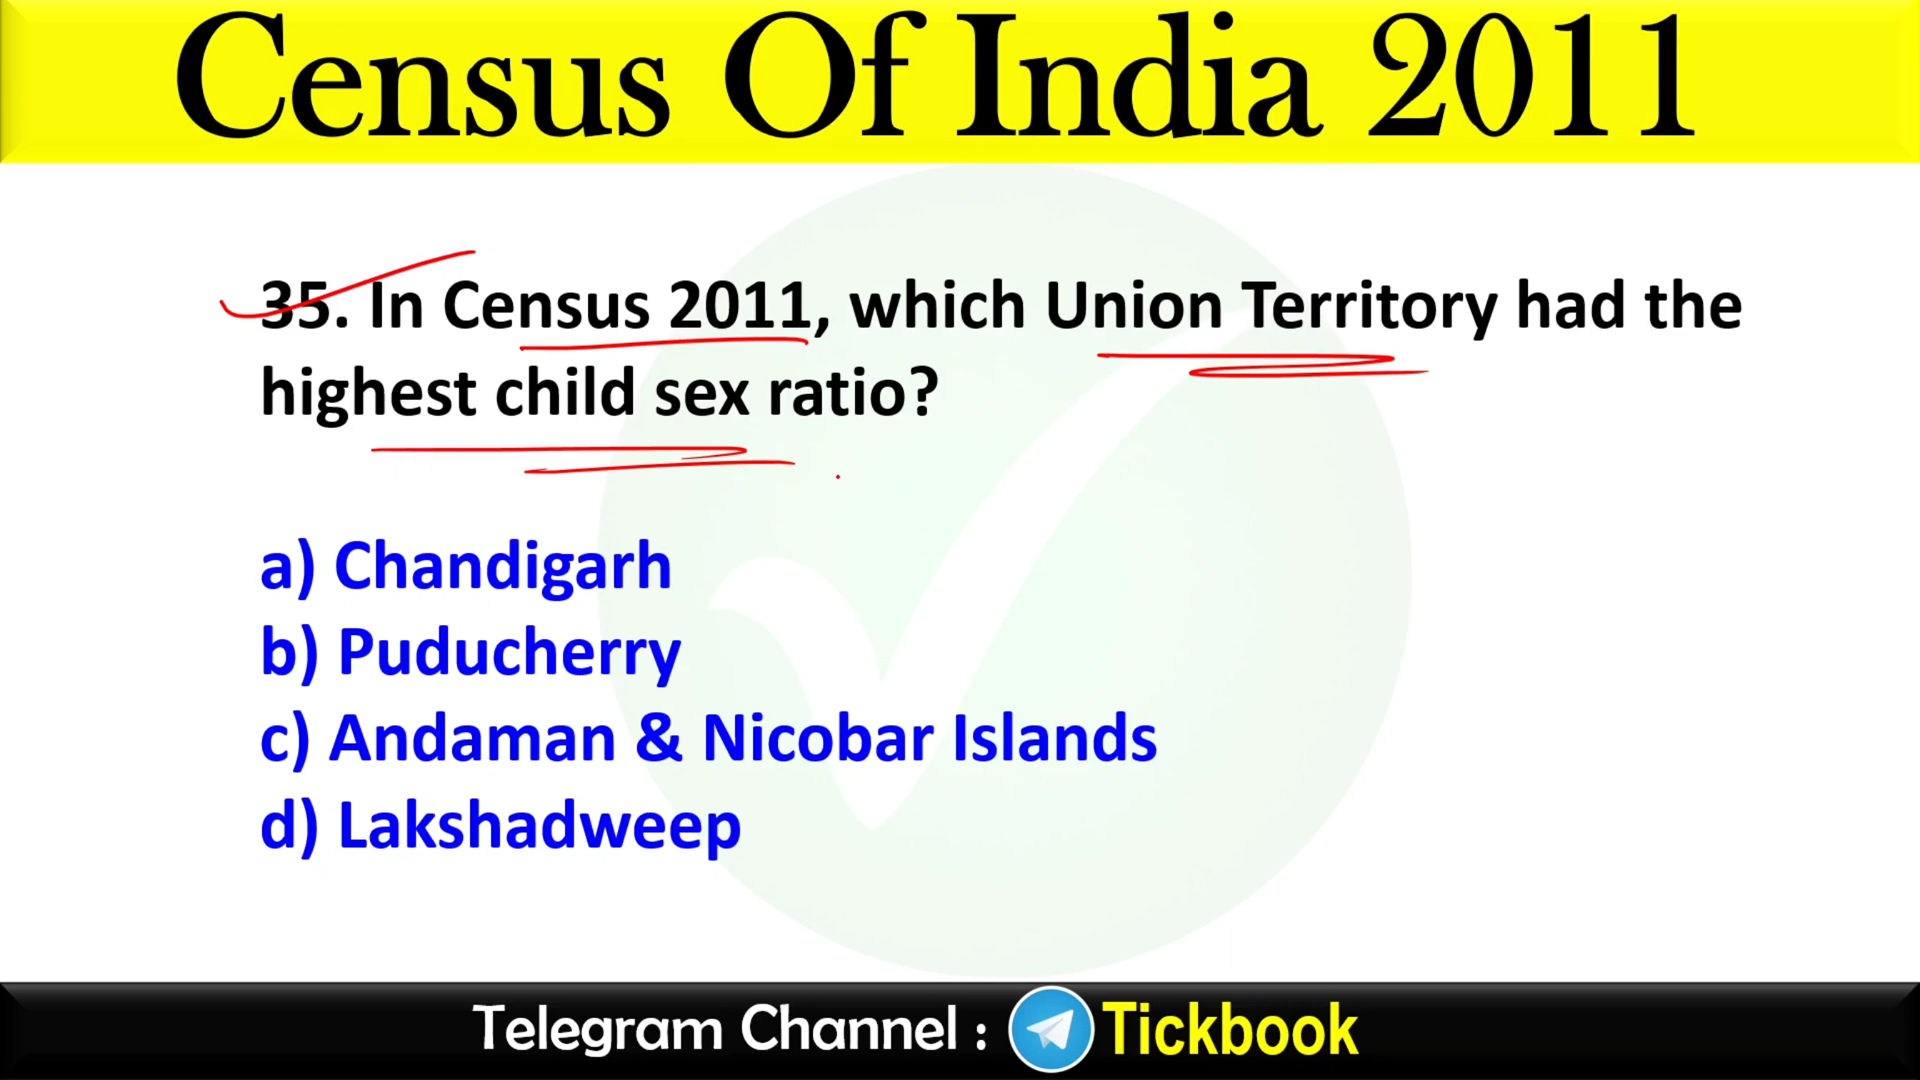 Census Of India 2011
35. In Census 2011, which Union Territory had the
highest child sex ratio?
a) Chandigarh
b) Puducherry
c) Andaman & Nicobar Islands
d) Lakshadweep
Telegram Channel : Tickbook